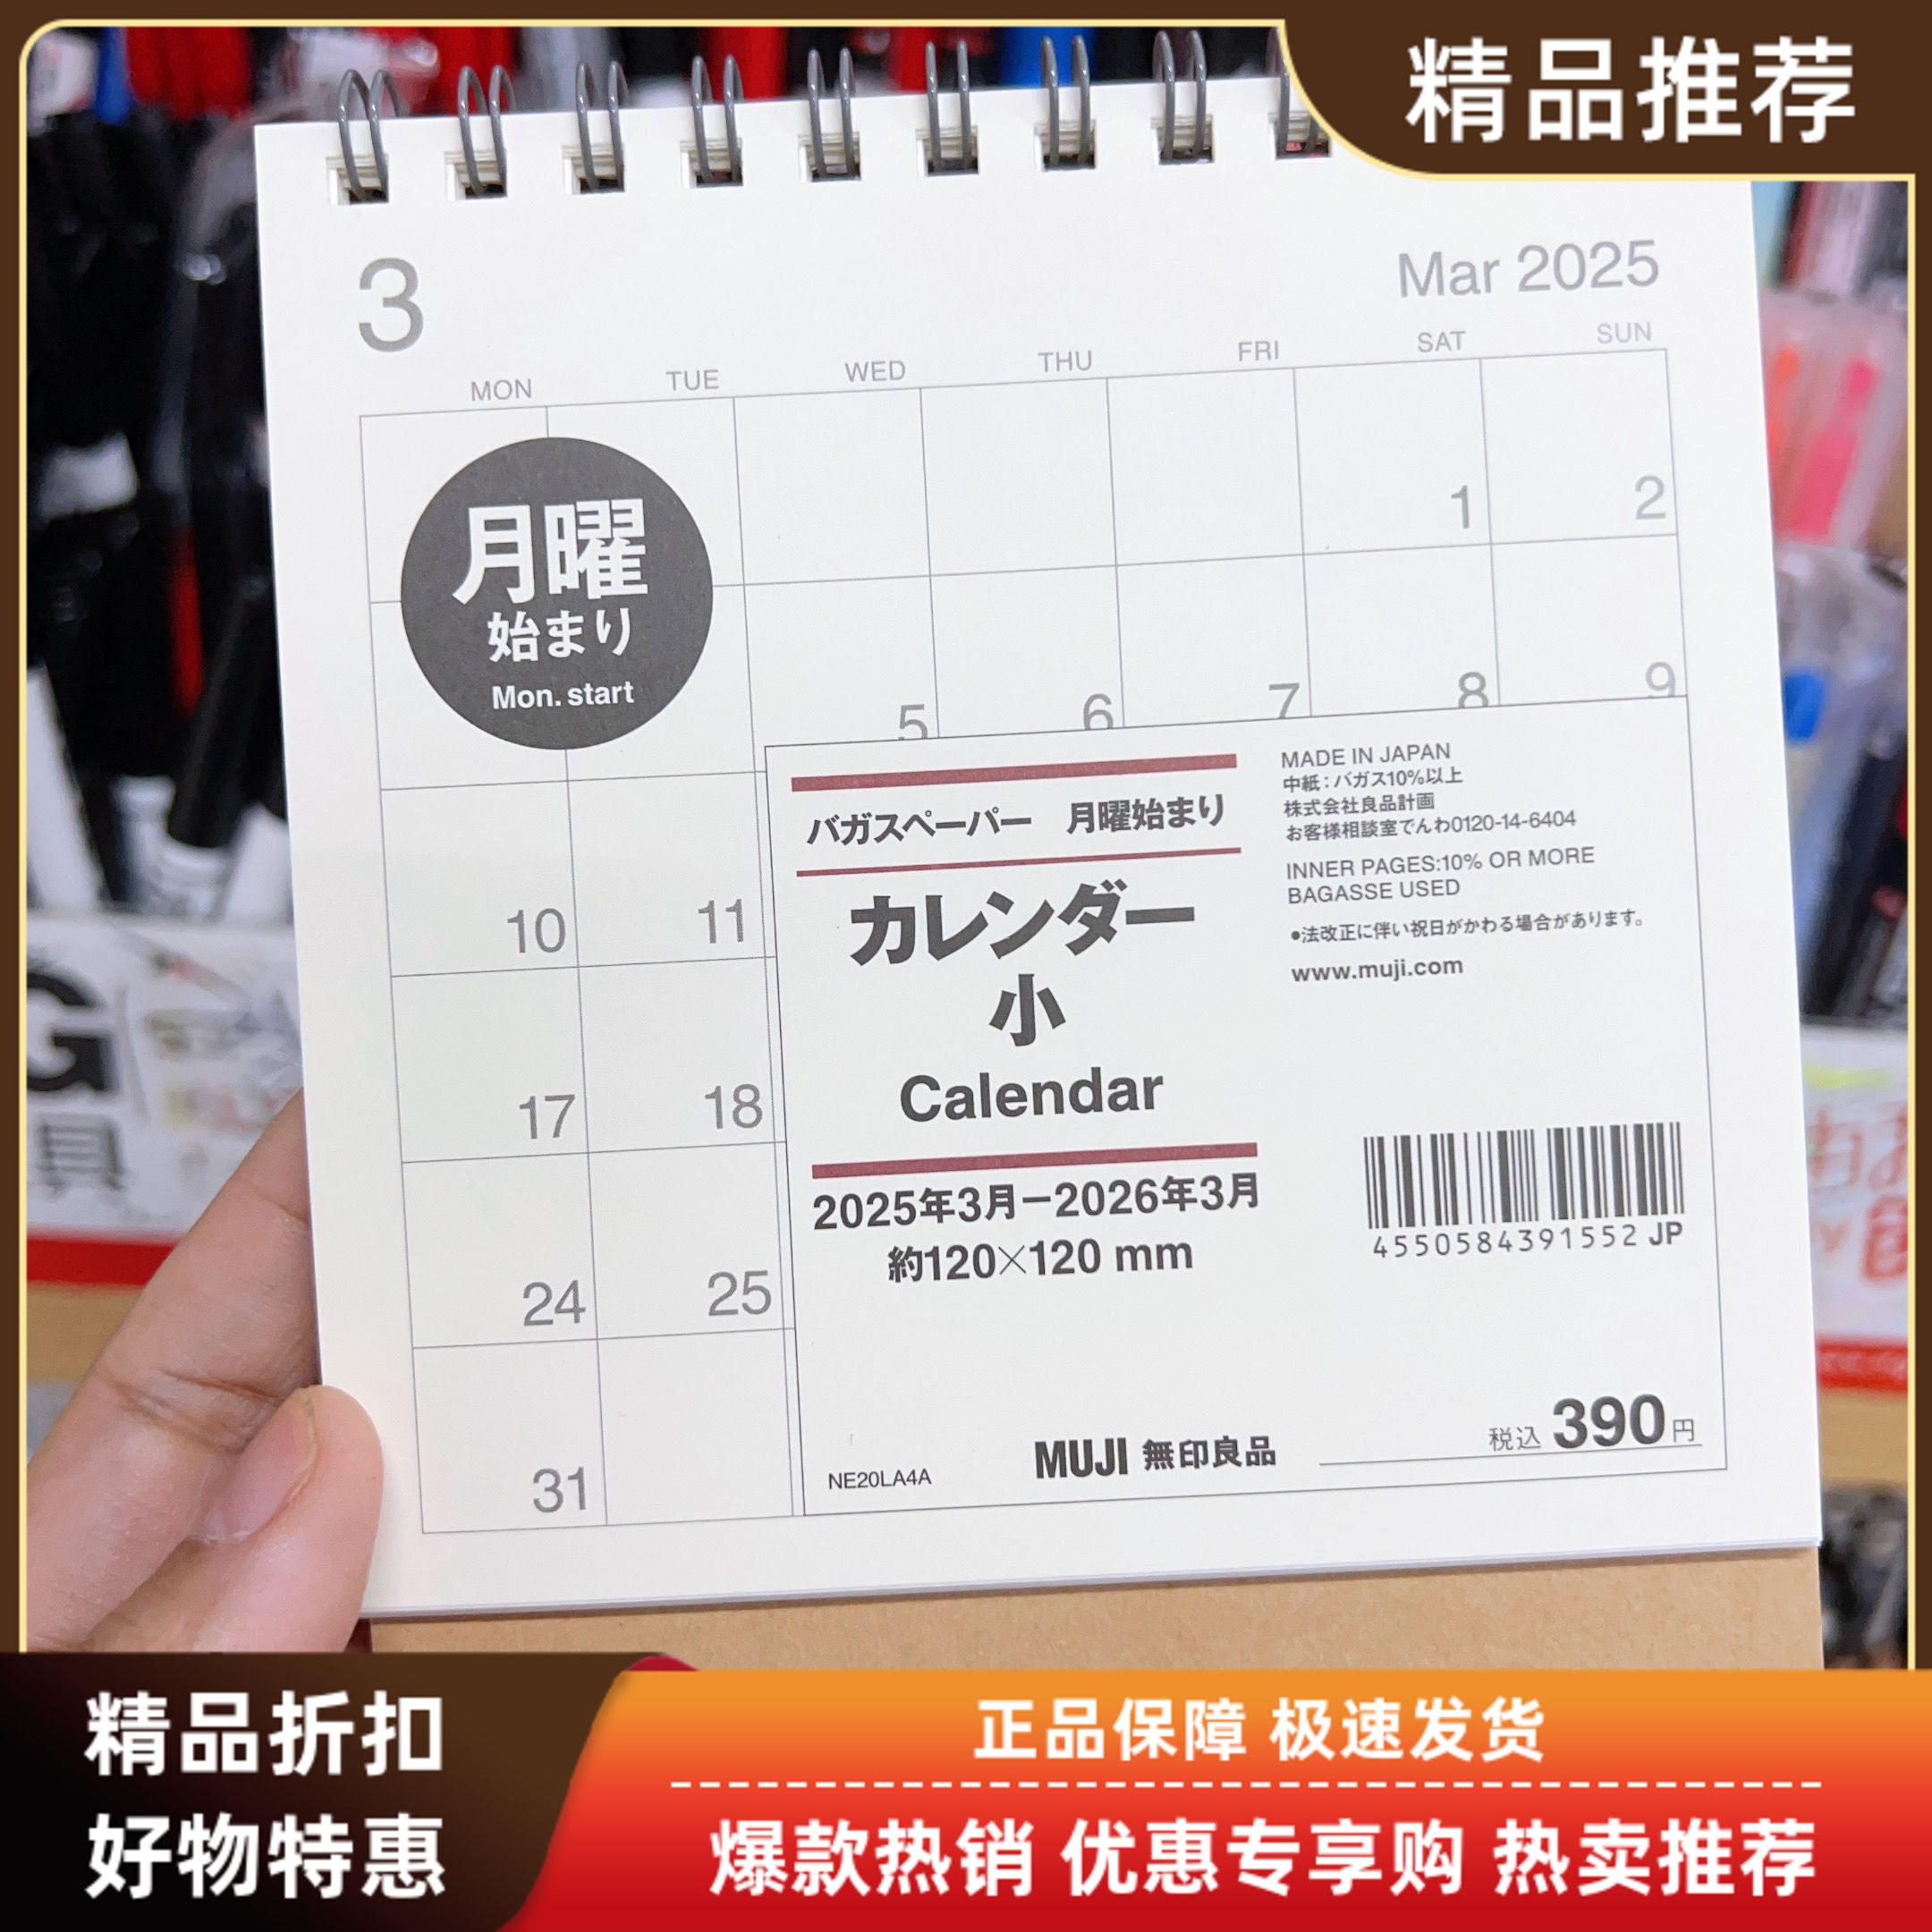 精品推荐
3
Mar 2025
MON TUE WED THU FRI SAT SUN
1 2
月曜
始まり
Mon. start
5 6 7 8 9
バガスペーパー 月曜始まり
カレンダー
小
Calendar
2025年3月－2026年3月
約120×120 mm
MADE IN JAPAN
中紙：バガス10%以上
株式会社良品計画
お客様相談室でんわ0120-14-6404
INNER PAGES:10% OR MORE
BAGASSE USED
●法改正に伴い祝日がかわる場合があります。
www.muji.com
4550584391552 JP
10 11
17 18
24 25
31
NE20LA4A
MUJI 無印良品
税込 390円
G
具
精品折扣
好物特惠
正品保障 极速发货
爆款热销 优惠专享购 热卖推荐